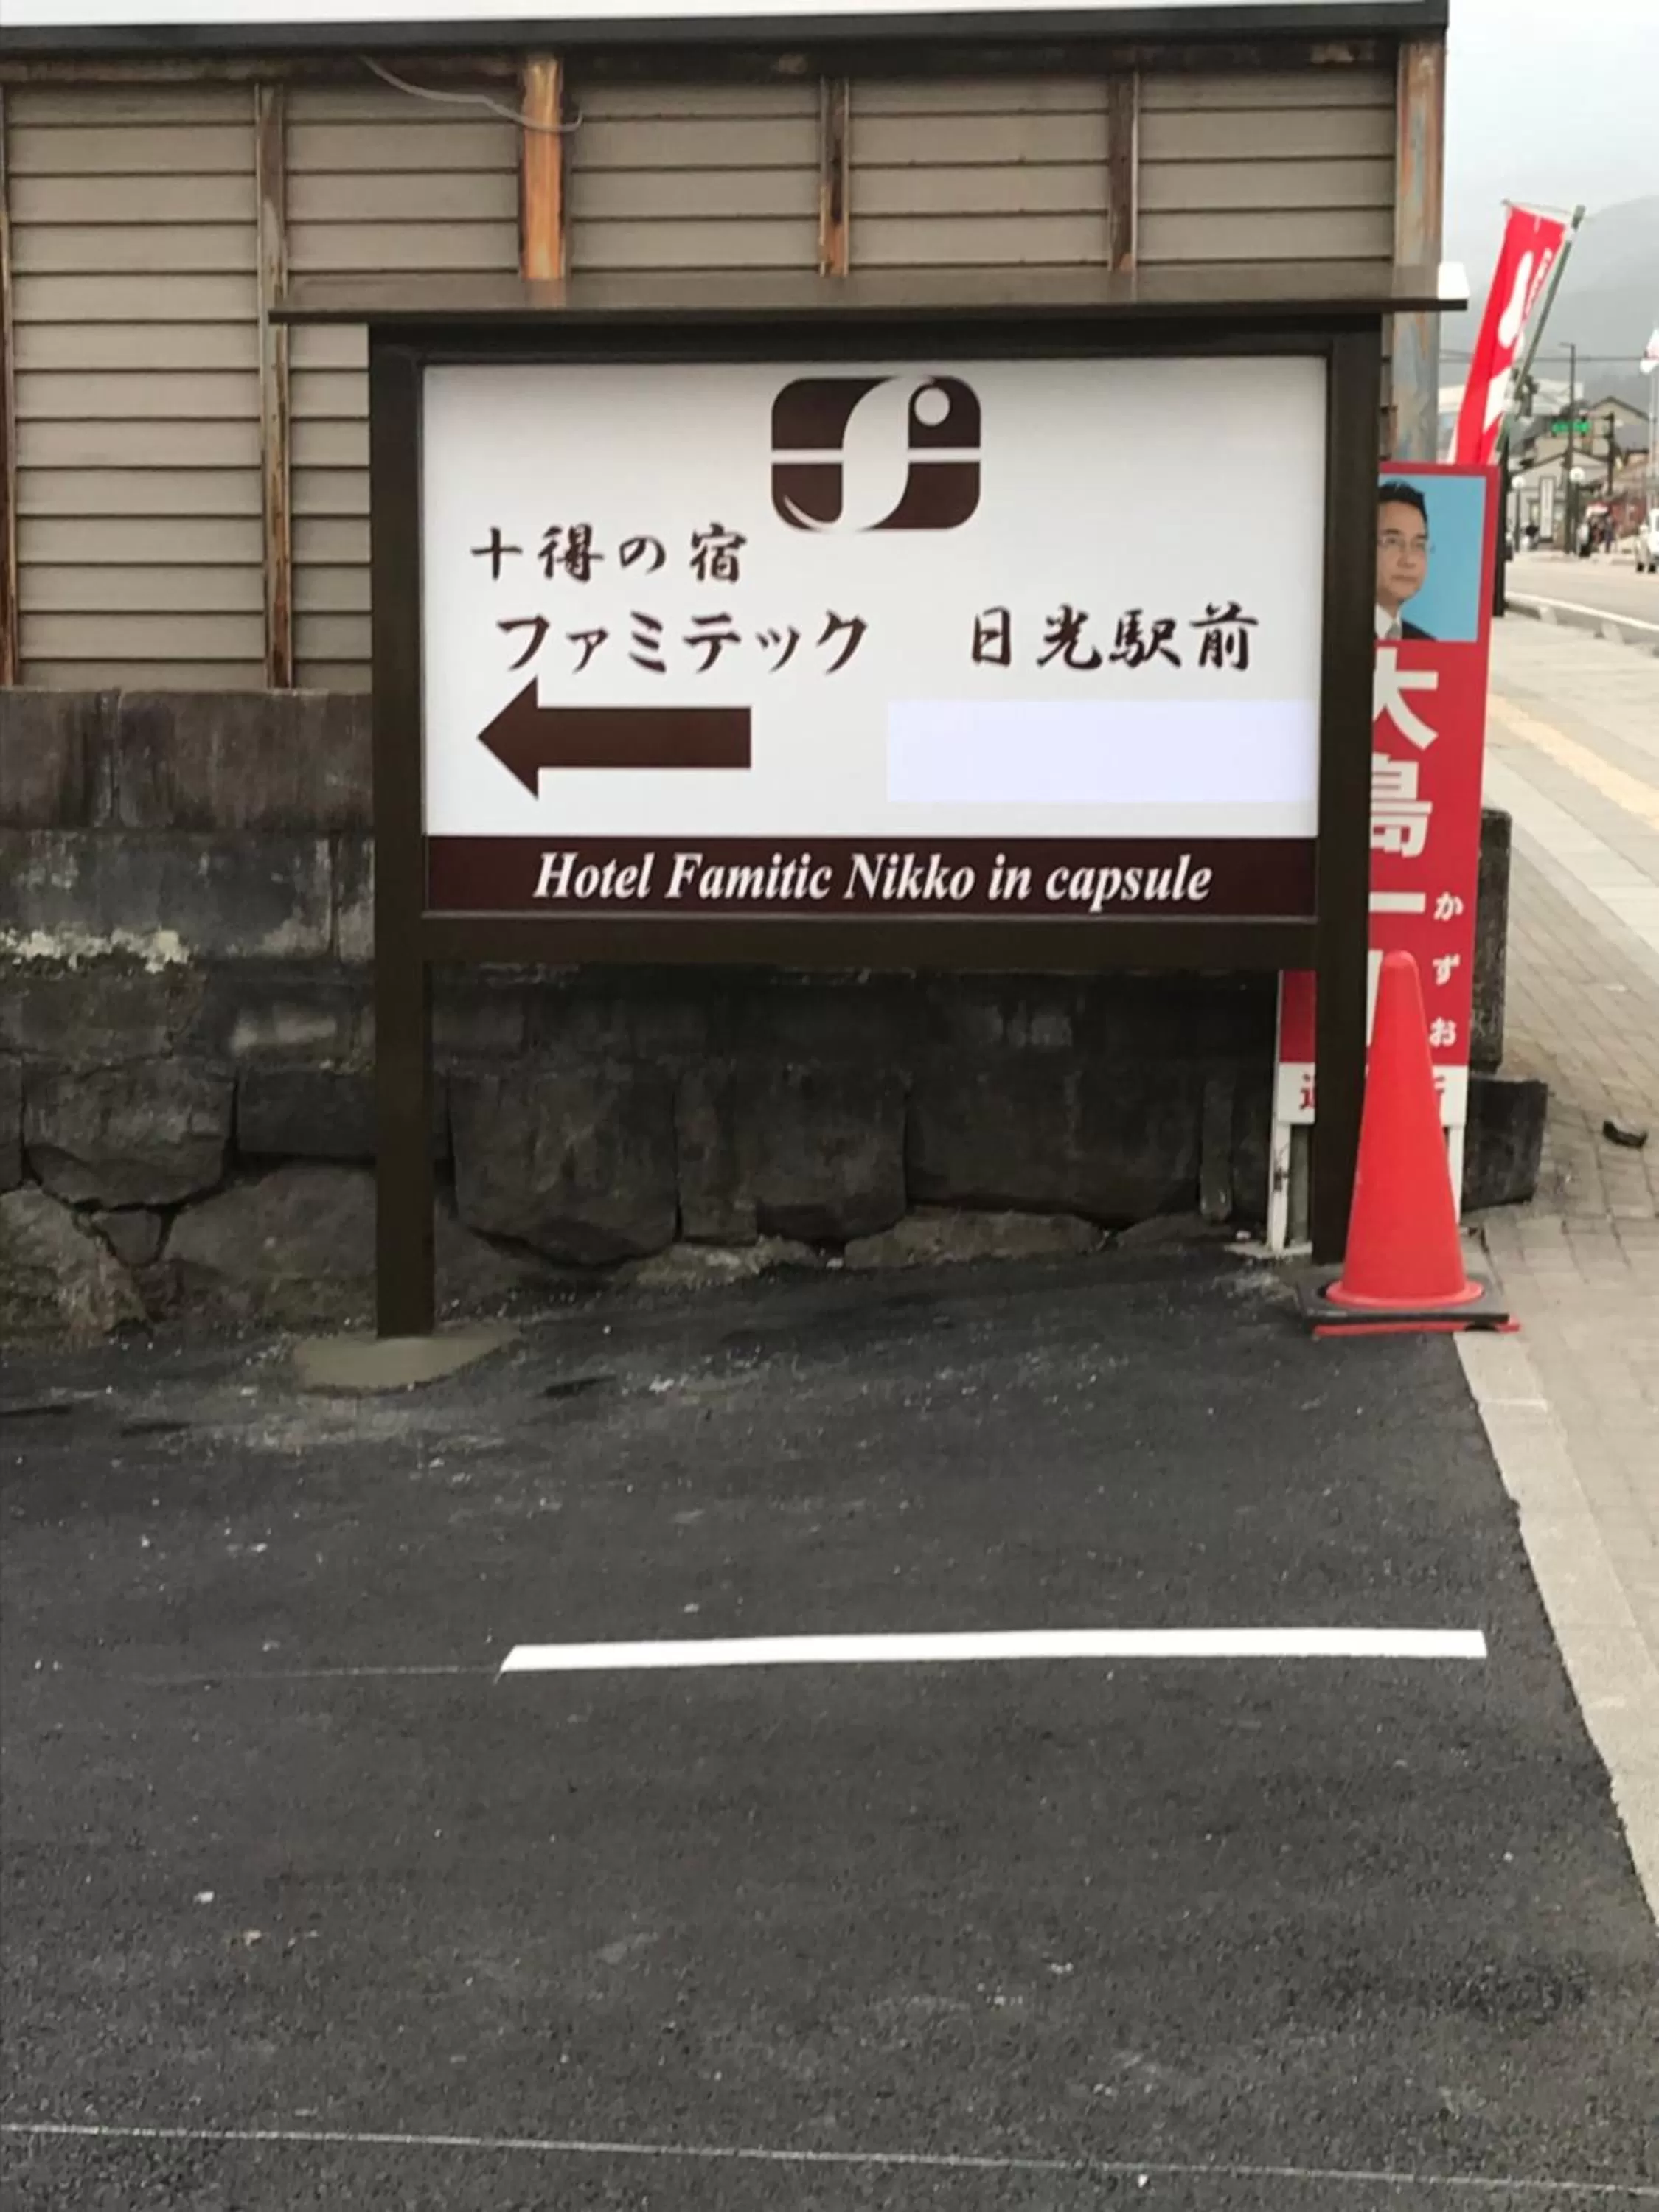 十得の宿
ファミテック 日光駅前
Hotel Famitic Nikko in capsule
大島一
かずお